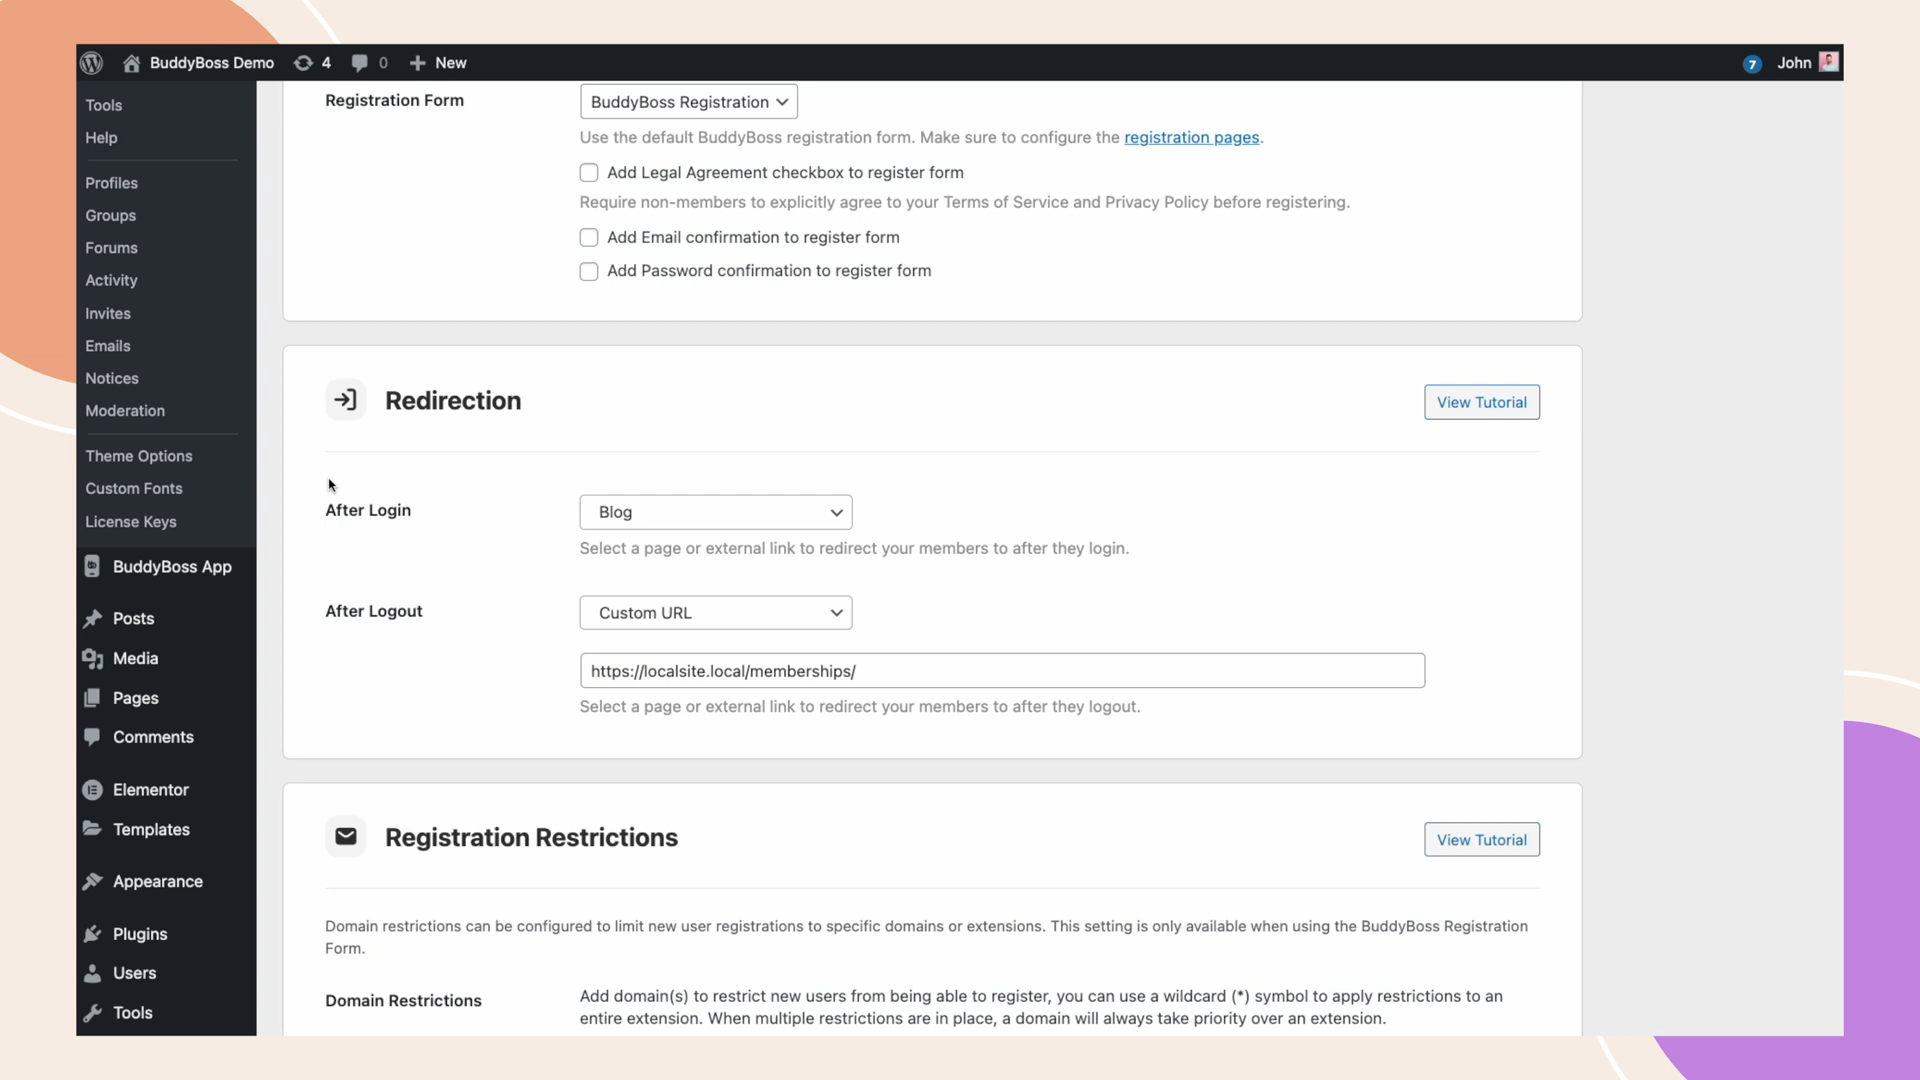 BuddyBoss Demo 4 0 New 7 John
Tools
Help
Profiles
Groups
Forums
Activity
Invites
Emails
Notices
Moderation
Theme Options
Custom Fonts
License Keys
BuddyBoss App
Posts
Media
Pages
Comments
Elementor
Templates
Appearance
Plugins
Users
Tools
Registration Form
BuddyBoss Registration
Use the default BuddyBoss registration form. Make sure to configure the registration pages.
Add Legal Agreement checkbox to register form
Require non-members to explicitly agree to your Terms of Service and Privacy Policy before registering.
Add Email confirmation to register form
Add Password confirmation to register form
Redirection
View Tutorial
After Login
Blog
Select a page or external link to redirect your members to after they login.
After Logout
Custom URL
https://localsite.local/memberships/
Select a page or external link to redirect your members to after they logout.
Registration Restrictions
View Tutorial
Domain restrictions can be configured to limit new user registrations to specific domains or extensions. This setting is only available when using the BuddyBoss Registration
Form.
Domain Restrictions
Add domain(s) to restrict new users from being able to register, you can use a wildcard (*) symbol to apply restrictions to an
entire extension. When multiple restrictions are in place, a domain will always take priority over an extension.